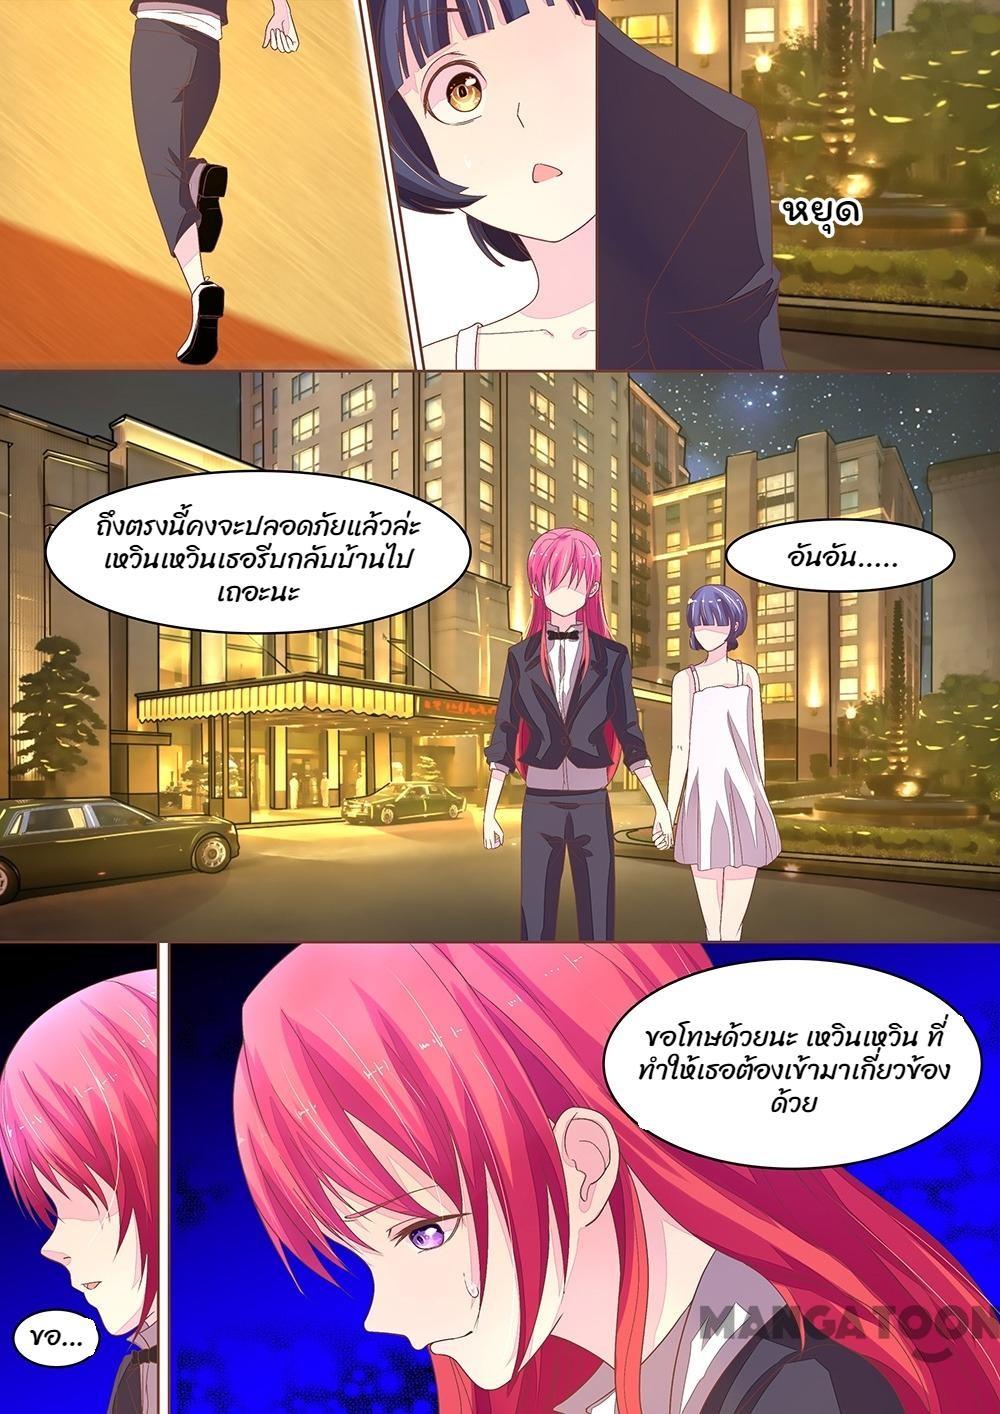 หยุด
ถึงตรงนี้คงจะปลอดภัยแล้วล่ะ
เหวินเหวินเธอรีบกลับบ้านไป
เถอะนะ
อันอัน.....
ขอ...
ขอโทษด้วยนะ เหวินเหวิน ที่
ทำให้เธอต้องเข้ามาเกี่ยวข้อง
ด้วย
MANGATOON